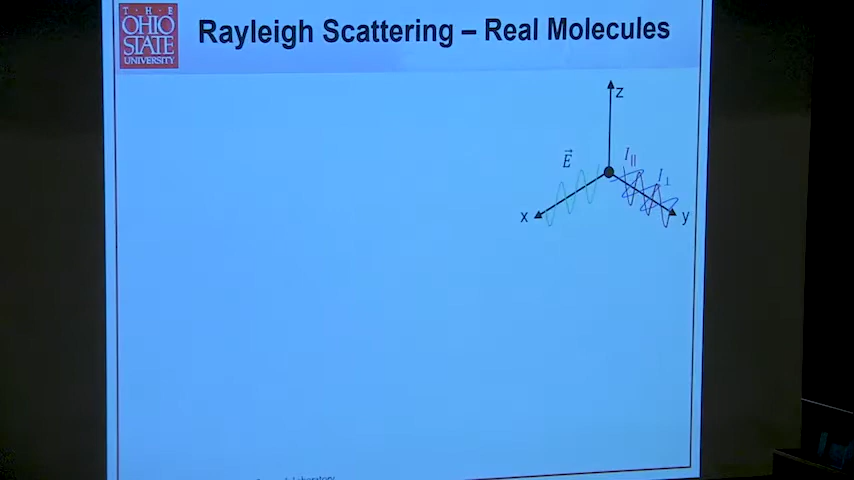 T·H·E
OHIO
STATE
UNIVERSITY
Rayleigh Scattering – Real Molecules
z
E⃗
I∥
I⊥
x
y